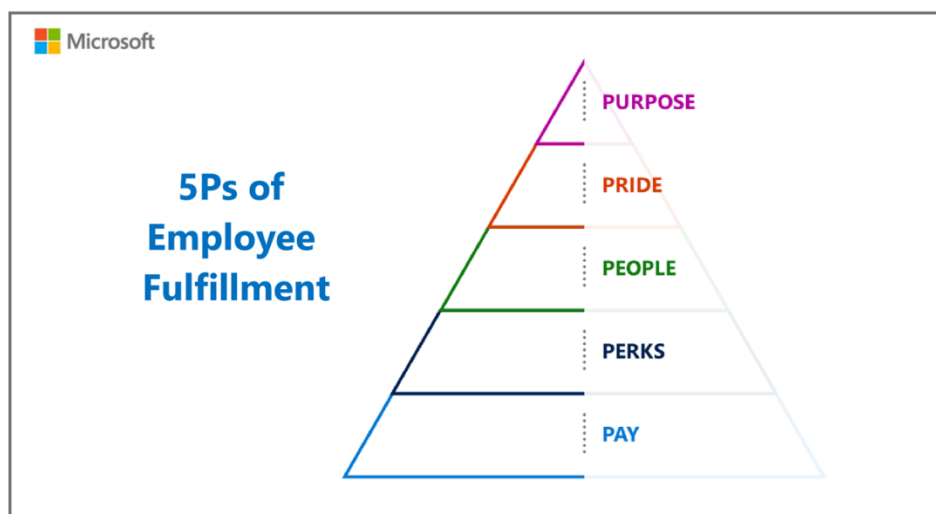 Microsoft
5Ps of
Employee
Fulfillment
PURPOSE
PRIDE
PEOPLE
PERKS
PAY